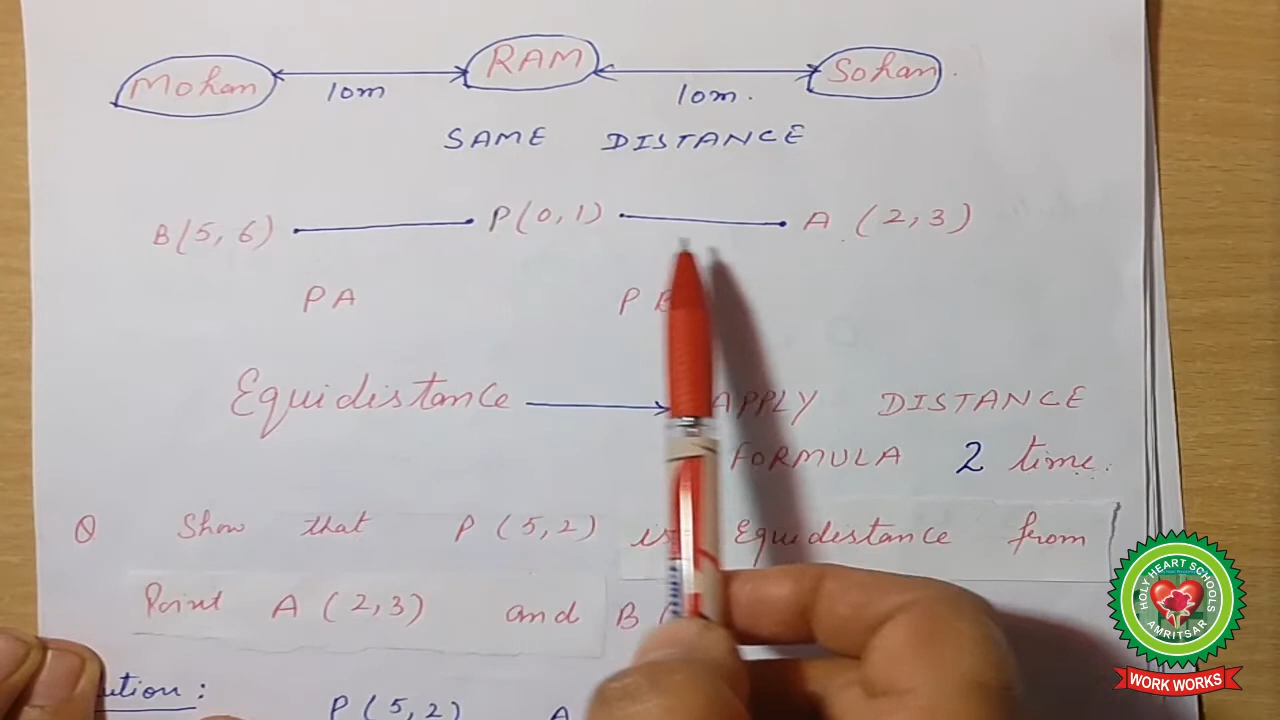 Mohan RAM Sohan.
10m 10m.
SAME DISTANCE
B(5,6) P(0,1) A (2,3)
PA P
Equidistance APPLY DISTANCE
FORMULA 2 time.
Q Show that P (5,2) is Equidistance from
Point A (2,3) and B (
P(5,2) A
HOLY HEART SCHOOLS
AMRITSAR
WORK WORKS